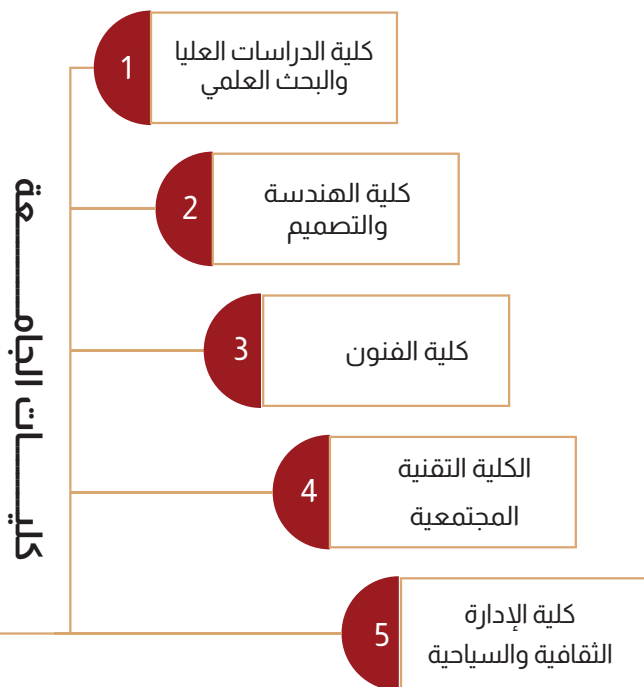 كليـــــات الجامـــــعة
1
كلية الدراسات العليا
والبحث العلمي
2
كلية الهندسة
والتصميم
3
كلية الفنون
4
الكلية التقنية
المجتمعية
5
كلية الإدارة
الثقافية والسياحية